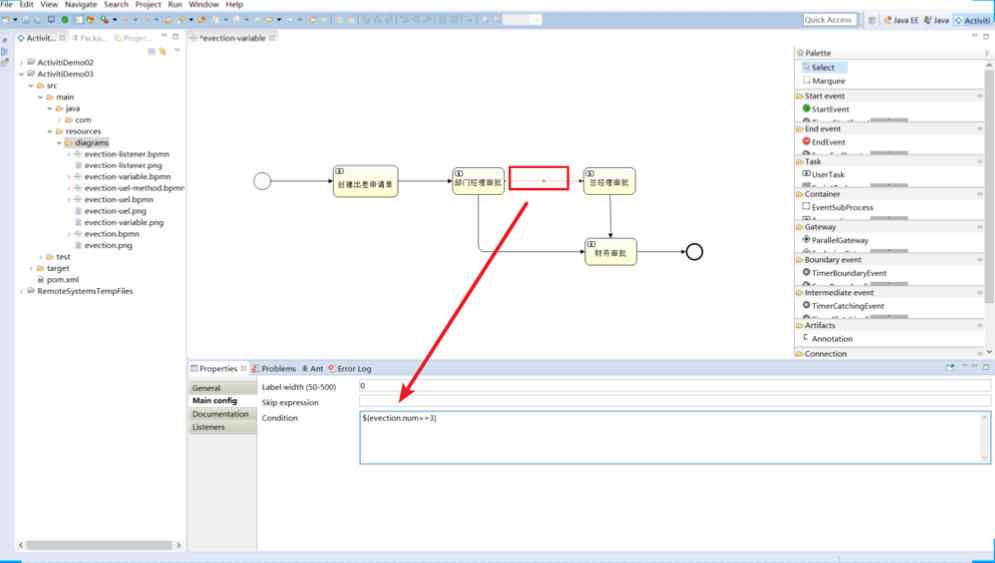 File Edit View Navigate Search Project Run Window Help
Quick Access Java EE Java Activiti
Activit... Packa... Projec...
ActivitiDemo02
ActivitiDemo03
src
main
java
com
resources
diagrams
evection-listener.bpmn
evection-listener.png
evection-variable.bpmn
evection-uel-method.bpmn
evection-uel.bpmn
evection-uel.png
evection-variable.png
evection.bpmn
evection.png
test
target
pom.xml
RemoteSystemsTempFiles
*evection-variable
创建出差申请单
部门经理审批
总经理审批
财务审批
Palette
Select
Marquee
Start event
StartEvent
End event
EndEvent
Task
UserTask
Container
EventSubProcess
Gateway
ParallelGateway
Boundary event
TimerBoundaryEvent
Intermediate event
TimerCatchingEvent
Artifacts
Annotation
Connection
Properties Problems Ant Error Log
General
Main config
Documentation
Listeners
Label width (50-500) 0
Skip expression
Condition ${evection.num>=3}